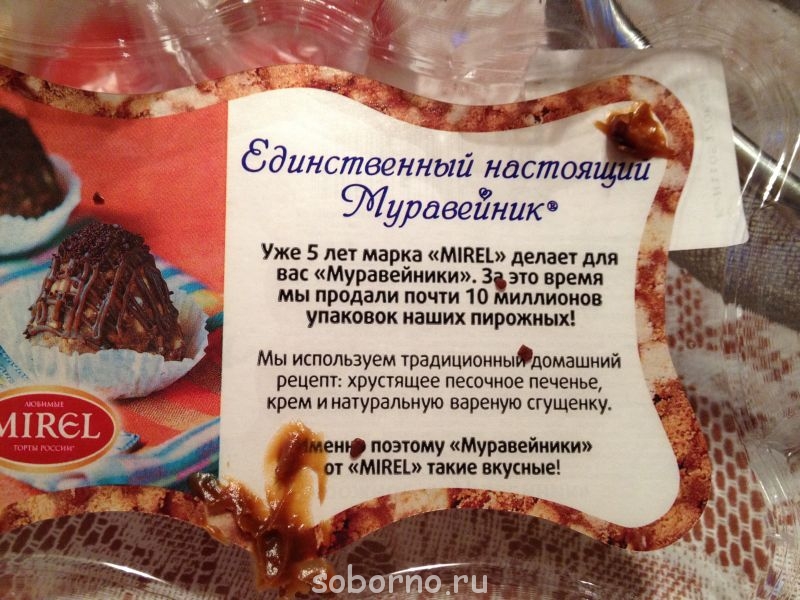 Единственный настоящий
Муравейник®
Уже 5 лет марка «MIREL» делает для
вас «Муравейники». За это время
мы продали почти 10 миллионов
упаковок наших пирожных!
Мы используем традиционный домашний
рецепт: хрустящее песочное печенье,
крем и натуральную вареную сгущенку.
Именно поэтому «Муравейники»
от «MIREL» такие вкусные!
ЛЮБИМЫЕ
MIREL
ТОРТЫ РОССИИ
soborno.ru